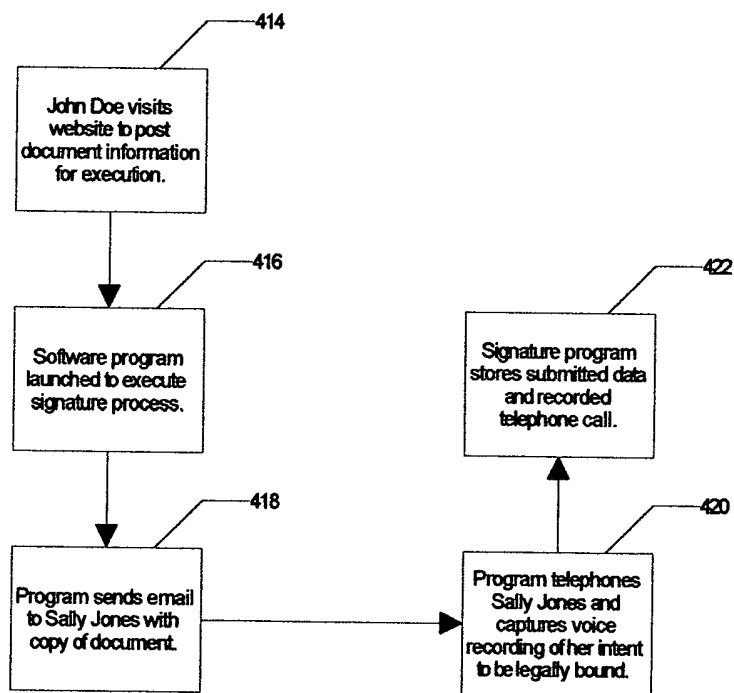 414
John Doe visits
website to post
document information
for execution.
416
Software program
launched to execute
signature process.
418
Program sends email
to Sally Jones with
copy of document.
420
Program telephones
Sally Jones and
captures voice
recording of her intent
to be legally bound.
422
Signature program
stores submitted data
and recorded
telephone call.